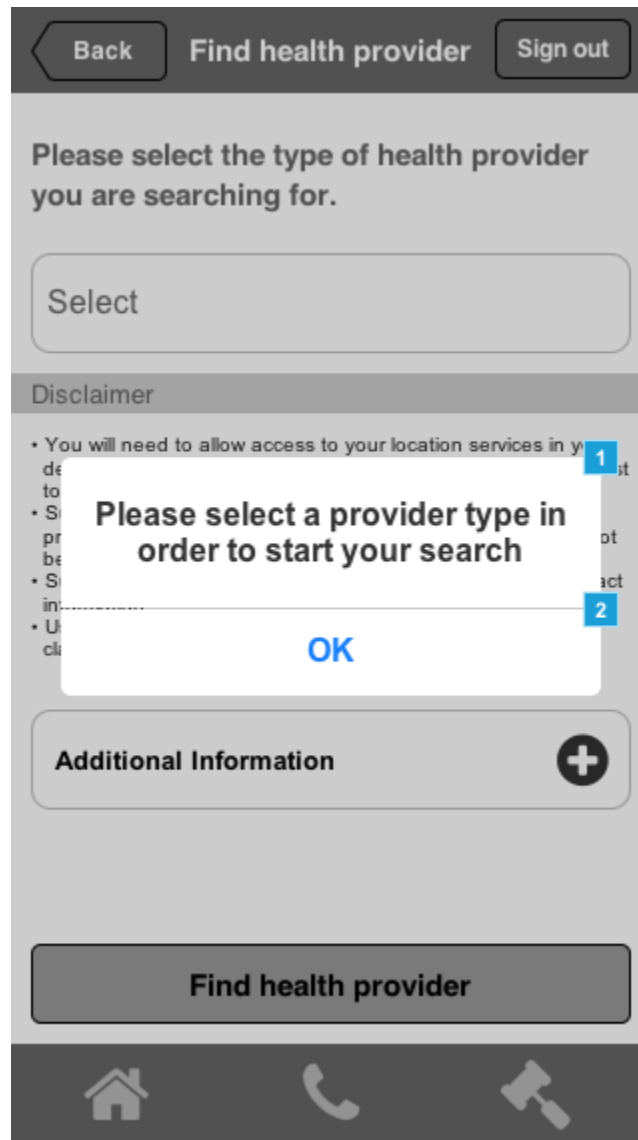 Back
Find health provider
Sign out
Please select the type of health provider
you are searching for.
Select
Disclaimer
• You will need to allow access to your location services in
1
to
Please select a provider type in
order to start your search
2
OK
Additional Information
Find health provider